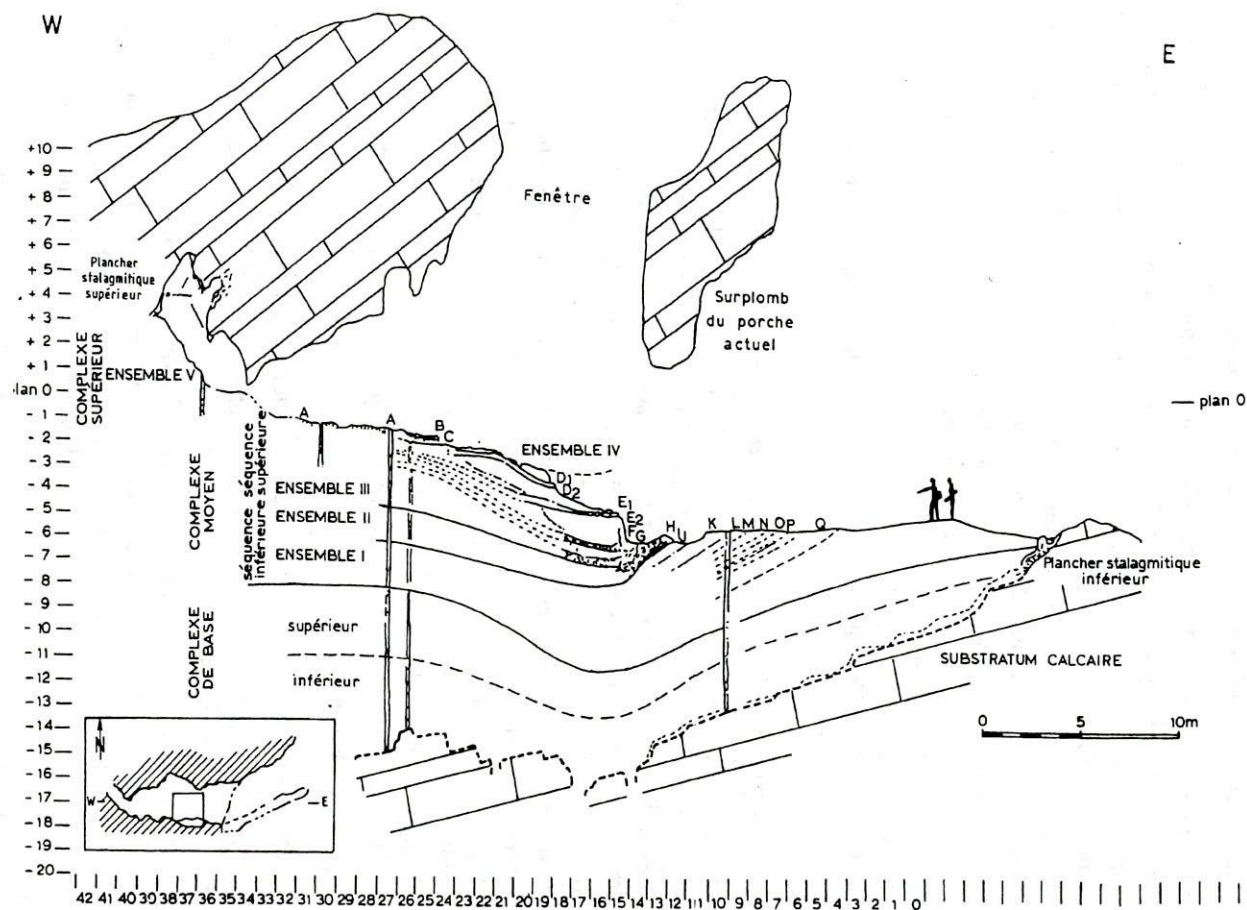 W
E
+10
+9
+8
+7
+6
+5
+4
+3
+2
+1
plan 0
-1
-2
-3
-4
-5
-6
-7
-8
-9
-10
-11
-12
-13
-14
-15
-16
-17
-18
-19
-20
Fenêtre
Plancher
stalagmitique
supérieur
Surplomb
du porche
actuel
COMPLEXE
SUPÉRIEUR
ENSEMBLE V
plan 0
A
A
B
C
ENSEMBLE IV
D1
D2
E1
E2
F
G
H
I
J
K
L
M
N
O
P
Q
COMPLEXE
MOYEN
séquence supérieure
séquence inférieure
ENSEMBLE III
ENSEMBLE II
ENSEMBLE I
COMPLEXE
DE BASE
supérieur
inférieur
Plancher stalagmitique
inférieur
SUBSTRATUM CALCAIRE
0 5 10m
N
W
E
42 41 40 39 38 37 36 35 34 33 32 31 30 29 28 27 26 25 24 23 22 21 20 19 18 17 16 15 14 13 12 11 10 9 8 7 6 5 4 3 2 1 0